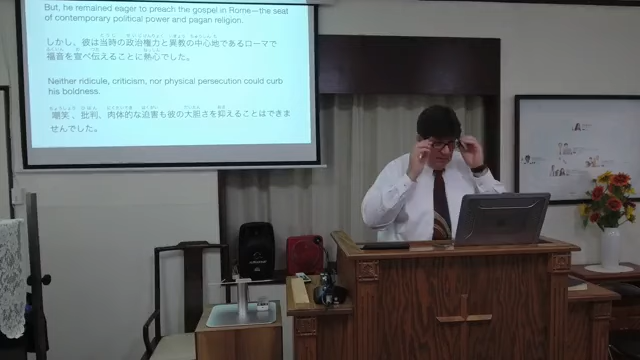 But, he remained eager to preach the gospel in Rome—the seat
of contemporary political power and pagan religion.
しかし、彼は当時の政治権力と異教の中心地であるローマで
福音を宣べ伝えることに熱心でした。
Neither ridicule, criticism, nor physical persecution could curb
his boldness.
嘲笑、批判、肉体的な迫害も彼の大胆さを抑えることはできま
せんでした。